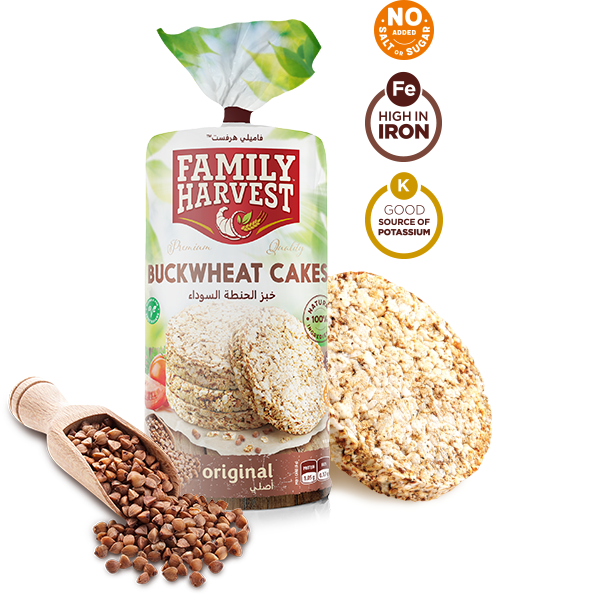 NO
ADDED
SALT OR SUGAR
Fe
HIGH IN
IRON
K
GOOD
SOURCE OF
POTASSIUM
فاميلي هرفست™
FAMILY
HARVEST
Premium Quality
BUCKWHEAT CAKES
خبز الحنطة السوداء
100%
original
أصلي